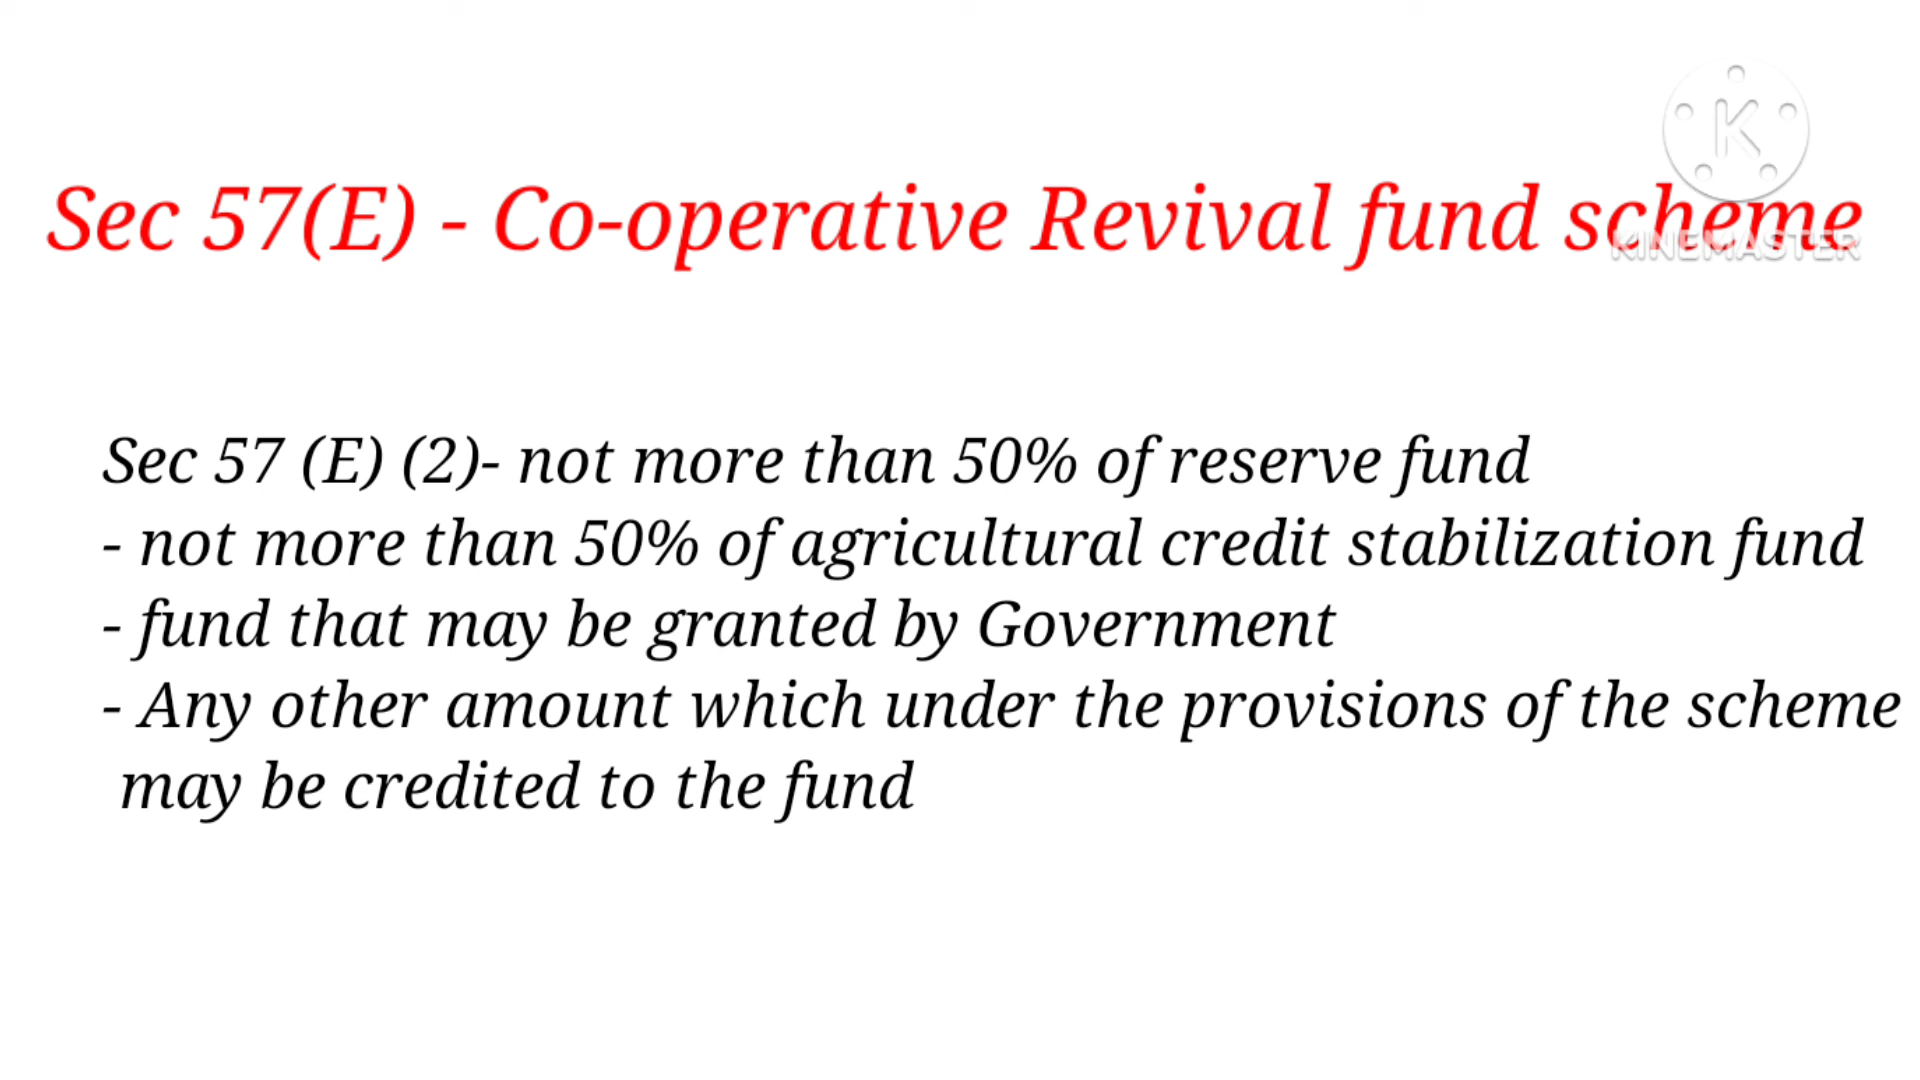 K
Sec 57(E) - Co-operative Revival fund scheme
KINEMASTER
Sec 57 (E) (2)- not more than 50% of reserve fund
- not more than 50% of agricultural credit stabilization fund
- fund that may be granted by Government
- Any other amount which under the provisions of the scheme
may be credited to the fund